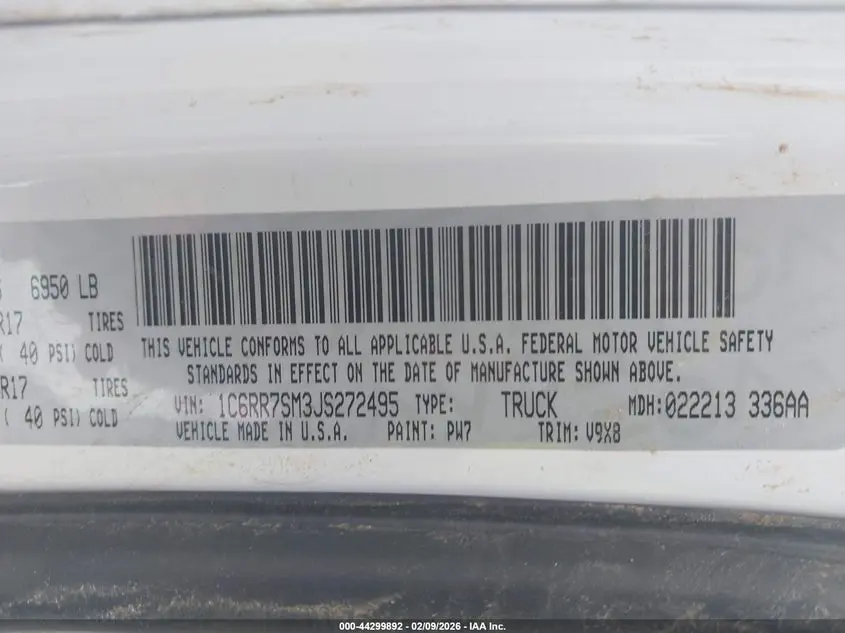 6950 LB
R17 TIRES
40 PSI) COLD
R17 TIRES
( 40 PSI) COLD
THIS VEHICLE CONFORMS TO ALL APPLICABLE U.S.A. FEDERAL MOTOR VEHICLE SAFETY
STANDARDS IN EFFECT ON THE DATE OF MANUFACTURE SHOWN ABOVE.
VIN: 1C6RR7SM3JS272495 TYPE: TRUCK MDH:022213 336AA
VEHICLE MADE IN U.S.A. PAINT: PW7 TRIM: V9X8
000-44299892 - 02/09/2026 - IAA Inc.